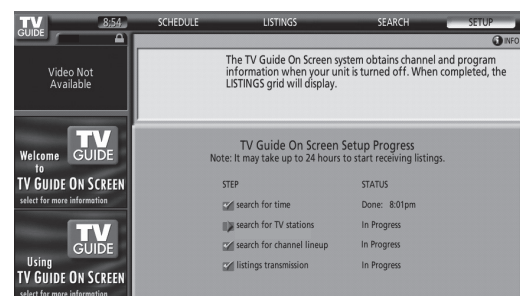 TV GUIDE 8:54 SCHEDULE LISTINGS SEARCH SETUP
INFO
Video Not
Available
The TV Guide On Screen system obtains channel and program
information when your unit is turned off. When completed, the
LISTINGS grid will display.
TV
GUIDE
Welcome
to
TV GUIDE ON SCREEN
select for more information
TV
GUIDE
Using
TV GUIDE ON SCREEN
select for more information
TV Guide On Screen Setup Progress
Note: It may take up to 24 hours to start receiving listings.
STEP STATUS
search for time Done: 8:01pm
search for TV stations In Progress
search for channel lineup In Progress
listings transmission In Progress